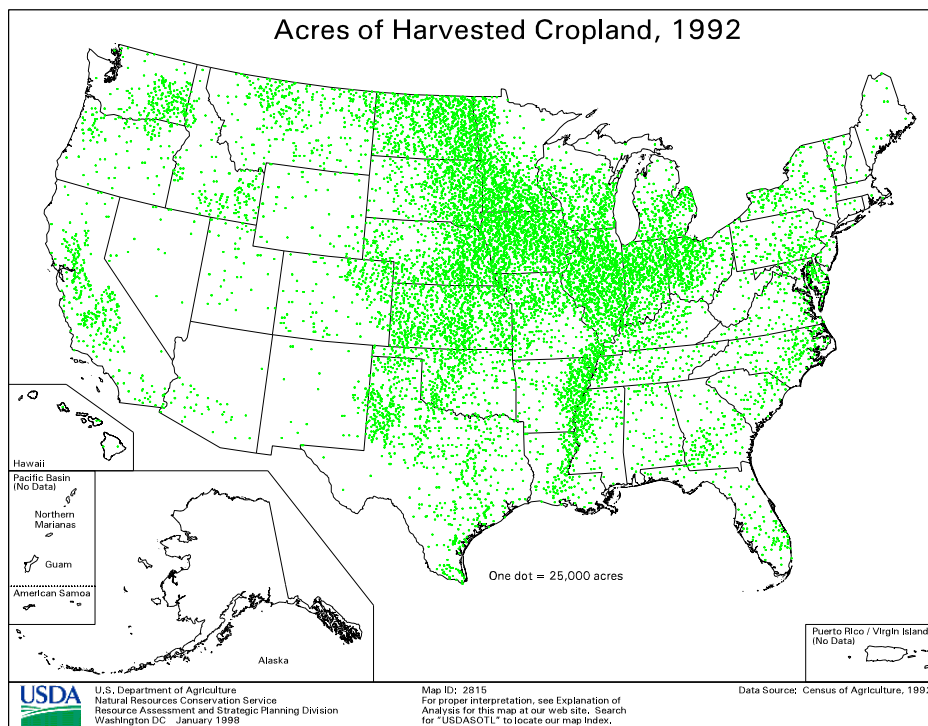 Acres of Harvested Cropland, 1992
Hawaii
Pacific Basin
(No Data)
Northern
Marianas
Guam
American Samoa
Alaska
One dot = 25,000 acres
Puerto Rico / Virgin Island
(No Data)
USDA
U.S. Department of Agriculture
Natural Resources Conservation Service
Resource Assessment and Strategic Planning Division
Washington DC January 1998
Map ID: 2815
For proper interpretation, see Explanation of
Analysis for this map at our web site. Search
for "USDASOTL" to locate our map Index.
Data Source: Census of Agriculture, 1992